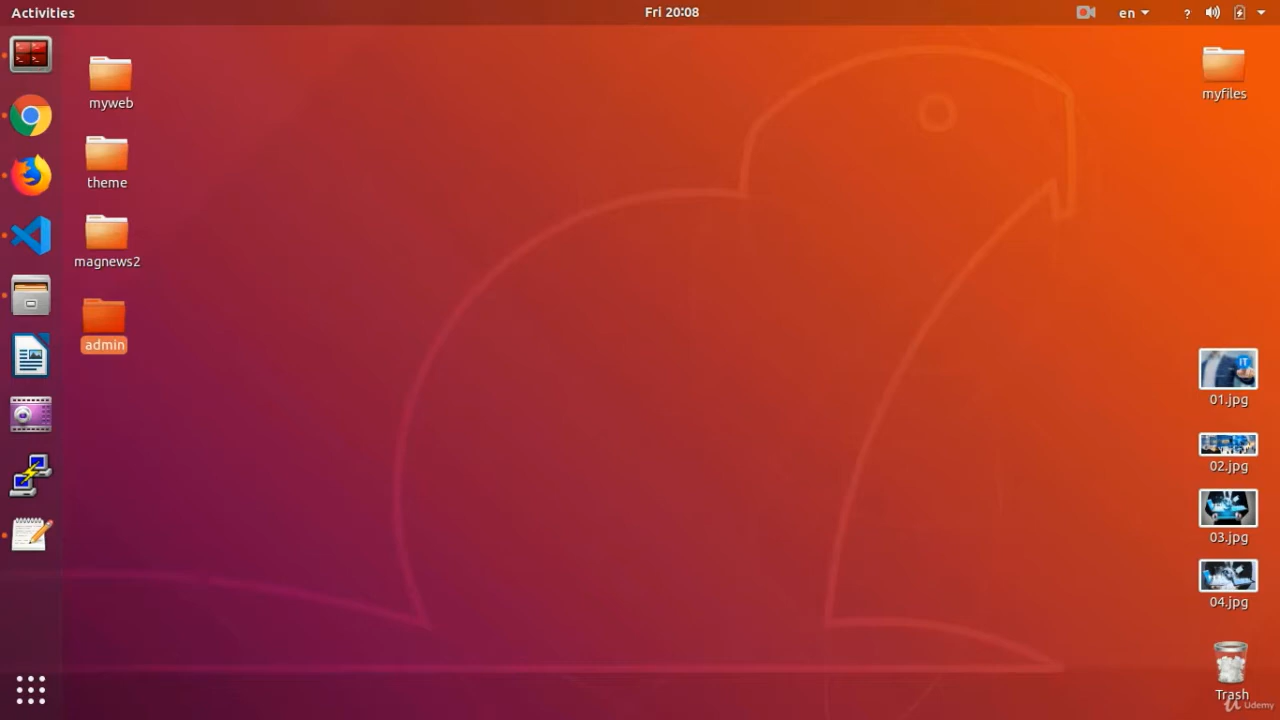 Activities
Fri 20:08
en
?
myweb
theme
magnews2
admin
myfiles
IT
01.jpg
02.jpg
03.jpg
04.jpg
Trash
Udemy